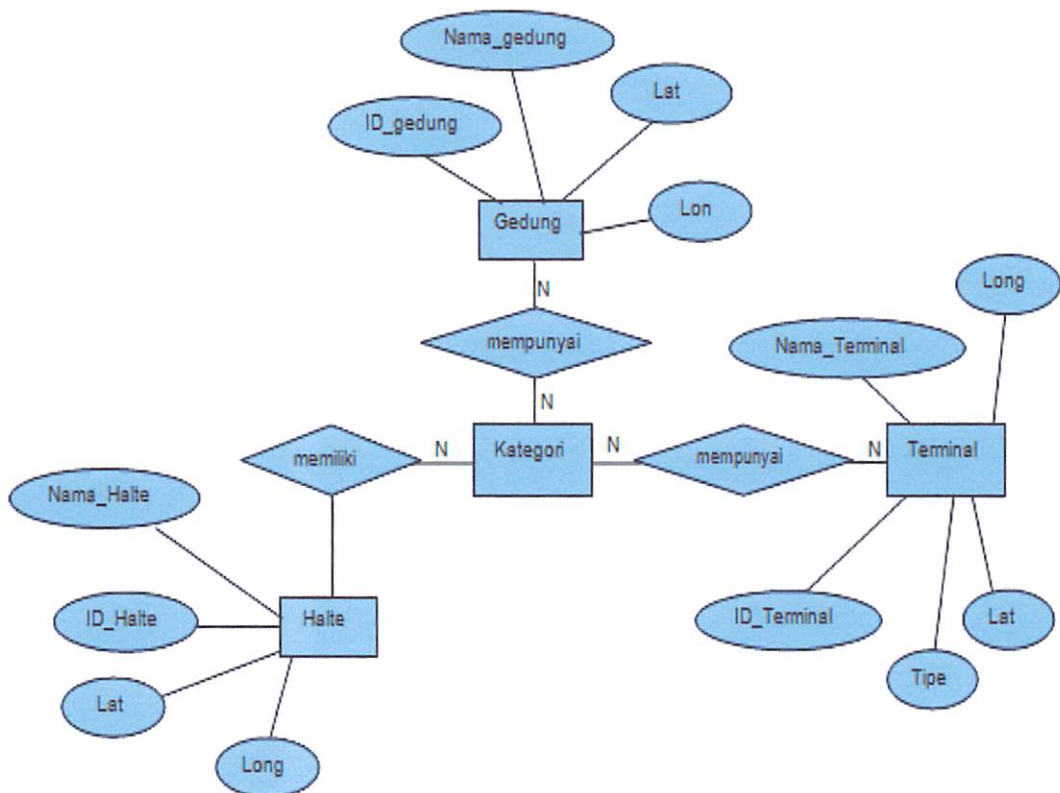 Nama_gedung
Lat
ID_gedung
Lon
Gedung
N
Long
mempunyai
Nama_Terminal
N
memiliki
N
Kategori
N
mempunyai
N
Terminal
Nama_Halte
ID_Halte
Halte
ID_Terminal
Lat
Lat
Tipe
Long